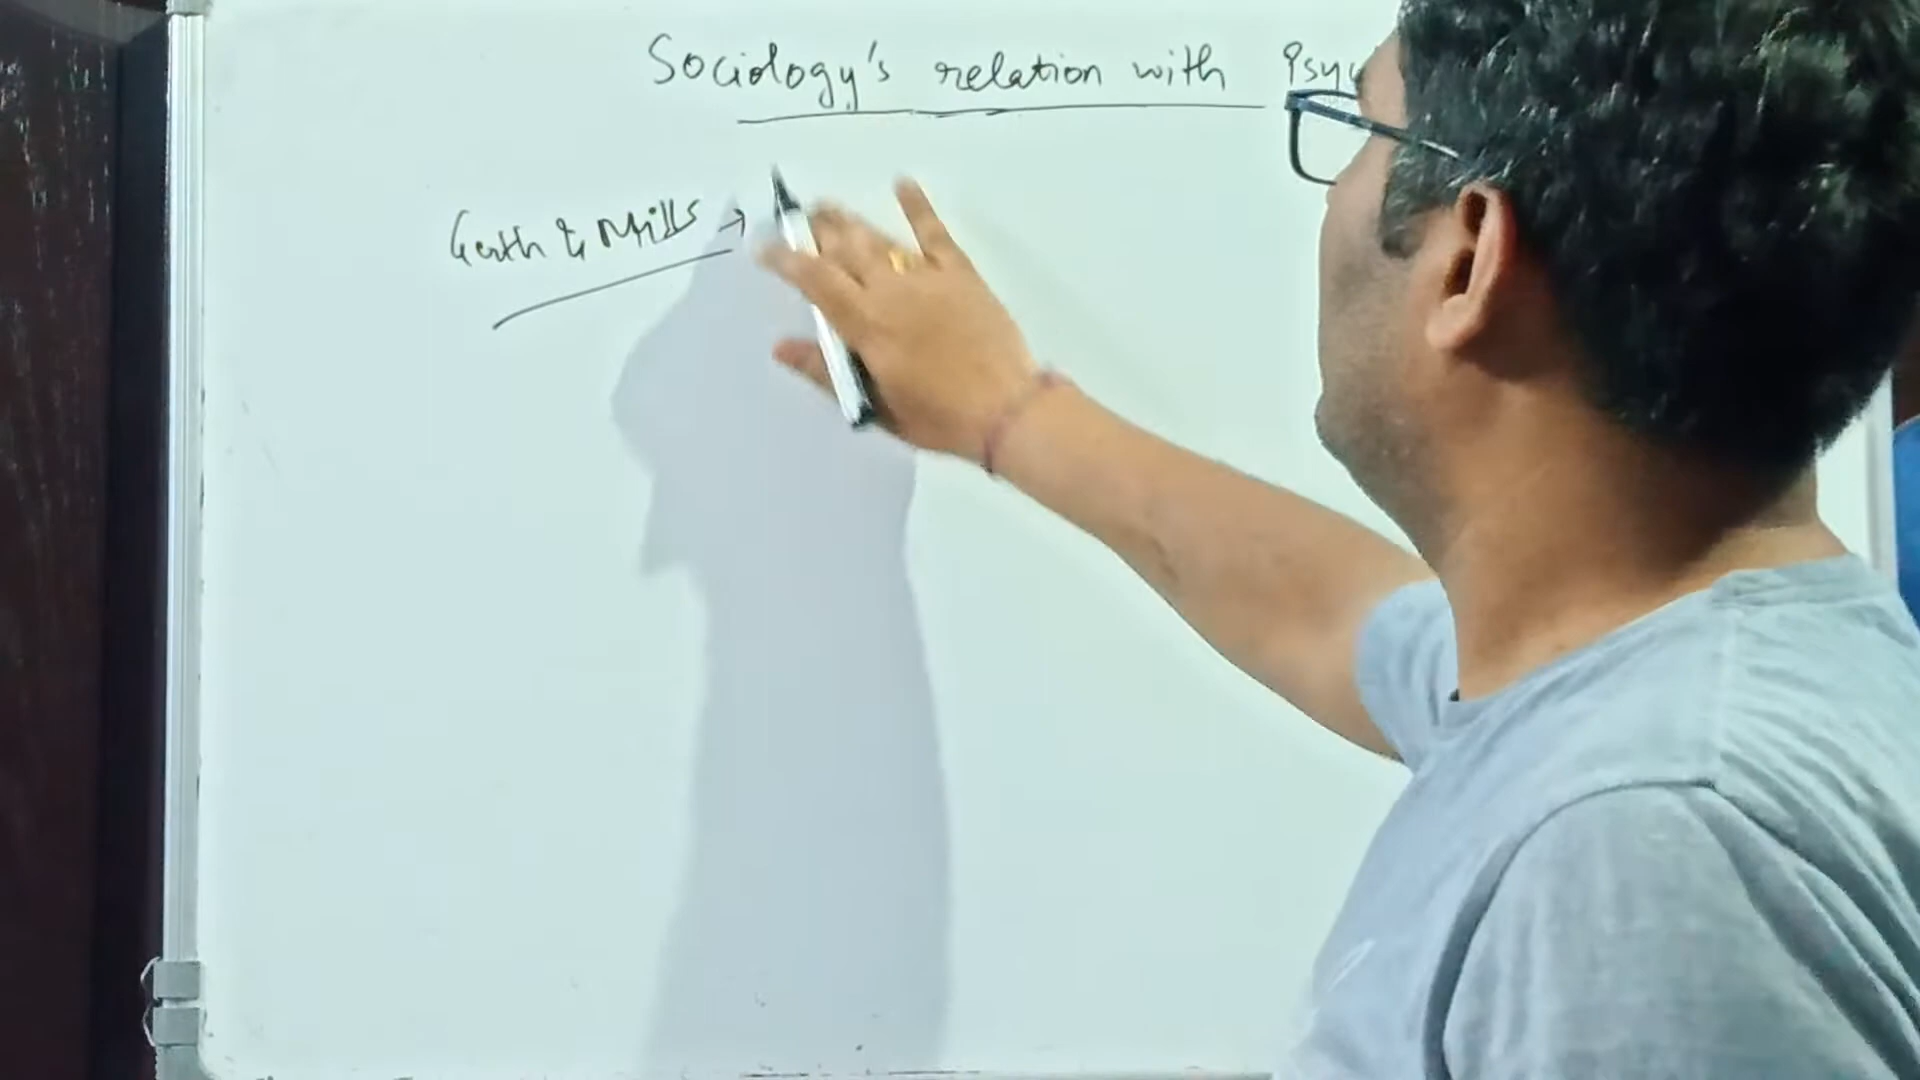 Sociology's relation with Psy
Gerth & Mills →